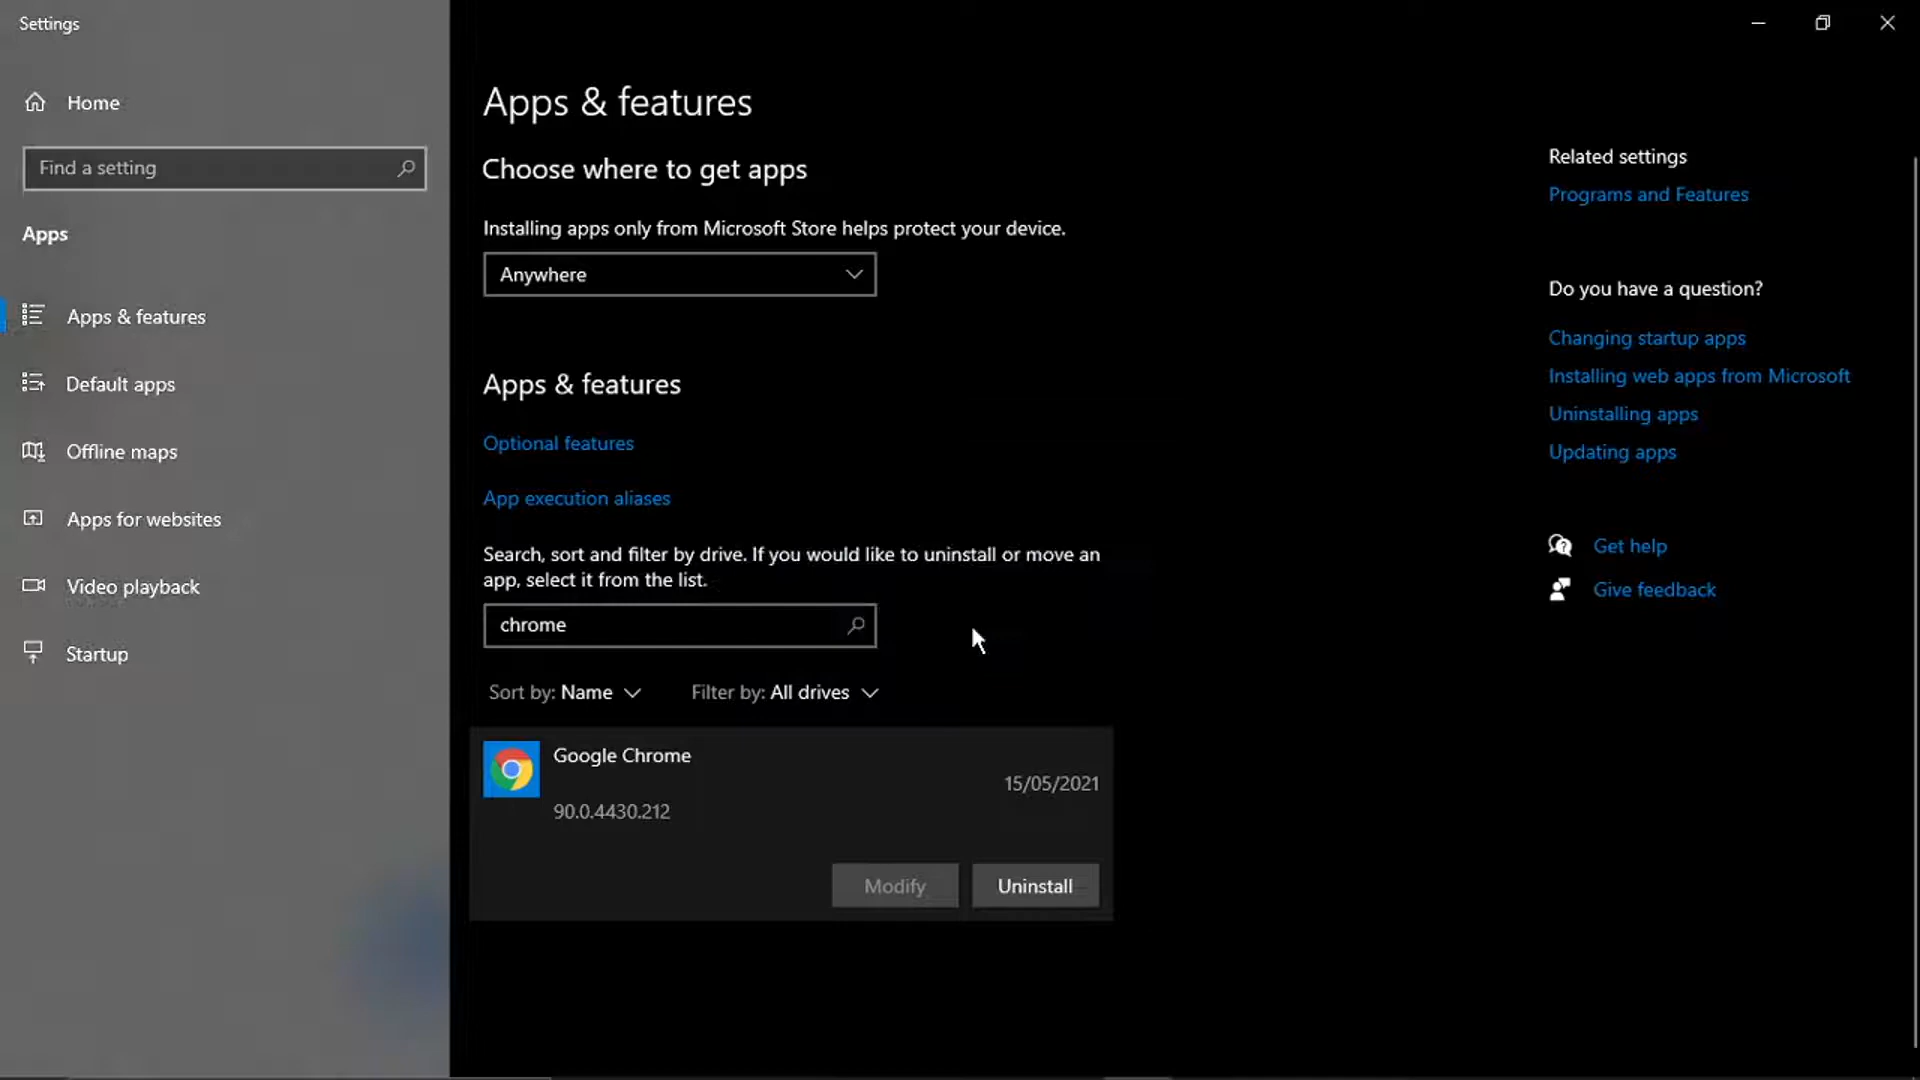 Settings
Home
Find a setting
Apps
Apps & features
Default apps
Offline maps
Apps for websites
Video playback
Startup
Apps & features
Choose where to get apps
Installing apps only from Microsoft Store helps protect your device.
Anywhere
Apps & features
Optional features
App execution aliases
Search, sort and filter by drive. If you would like to uninstall or move an
app, select it from the list.
chrome
Sort by: Name
Filter by: All drives
Google Chrome
15/05/2021
90.0.4430.212
Modify
Uninstall
Related settings
Programs and Features
Do you have a question?
Changing startup apps
Installing web apps from Microsoft
Uninstalling apps
Updating apps
Get help
Give feedback